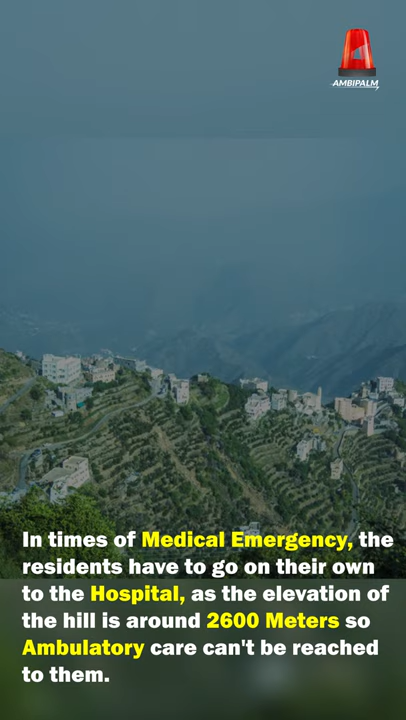 AMBIPALM
In times of Medical Emergency, the
residents have to go on their own
to the Hospital, as the elevation of
the hill is around 2600 Meters so
Ambulatory care can't be reached
to them.